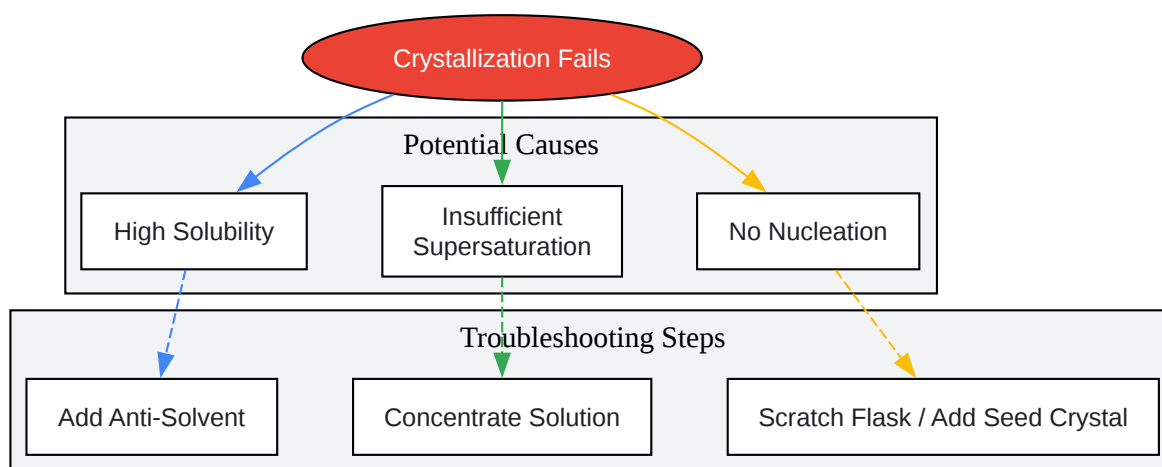 Crystallization Fails
Potential Causes
High Solubility
Insufficient
Supersaturation
No Nucleation
Troubleshooting Steps
Add Anti-Solvent
Concentrate Solution
Scratch Flask / Add Seed Crystal